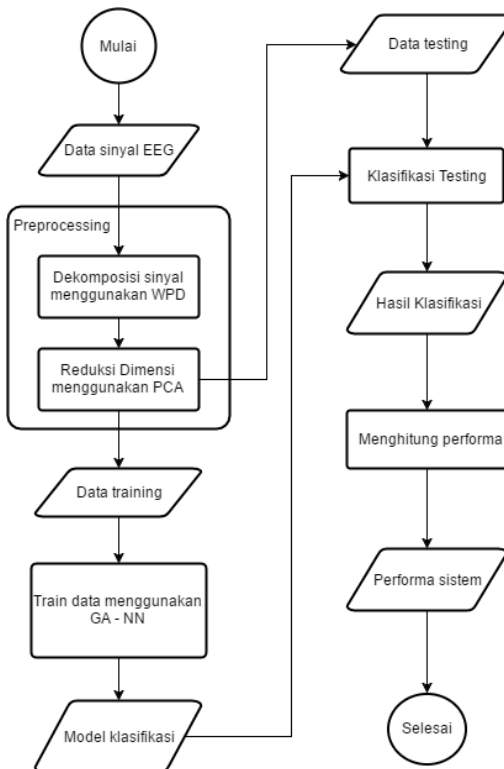 Mulai
Data sinyal EEG
Preprocessing
Dekomposisi sinyal
menggunakan WPD
Reduksi Dimensi
menggunakan PCA
Data training
Train data menggunakan
GA - NN
Model klasifikasi
Data testing
Klasifikasi Testing
Hasil Klasifikasi
Menghitung performa
Performa sistem
Selesai